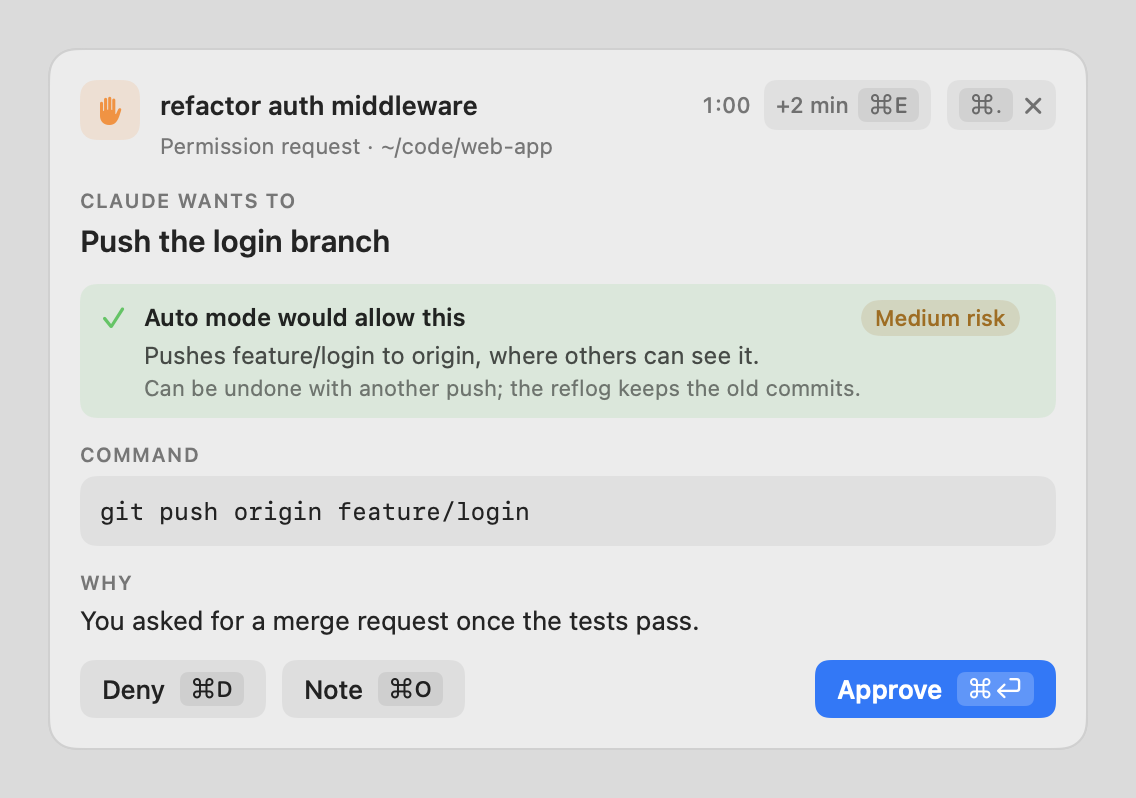 refactor auth middleware
1:00
+2 min ⌘E
⌘. ✕
Permission request · ~/code/web-app
CLAUDE WANTS TO
Push the login branch
Auto mode would allow this
Medium risk
Pushes feature/login to origin, where others can see it.
Can be undone with another push; the reflog keeps the old commits.
COMMAND
git push origin feature/login
WHY
You asked for a merge request once the tests pass.
Deny ⌘D
Note ⌘O
Approve ⌘↩